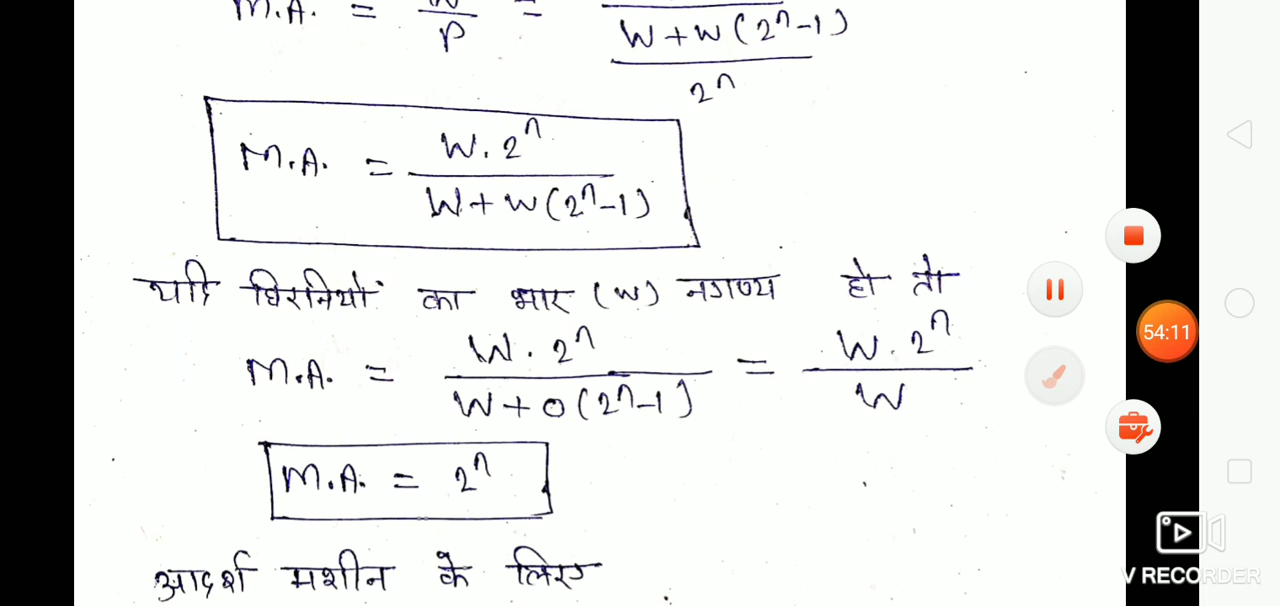 M.A. = W/P = W + w(2ⁿ-1)
2ⁿ
M.A. = W. 2ⁿ / W + w(2ⁿ-1)
यदि घिरनियों का भार (w) नगण्य हो तो
M.A. = W. 2ⁿ / W + 0(2ⁿ-1) = W. 2ⁿ / W
M.A. = 2ⁿ
आदर्श मशीन के लिए
54:11
V RECORDER